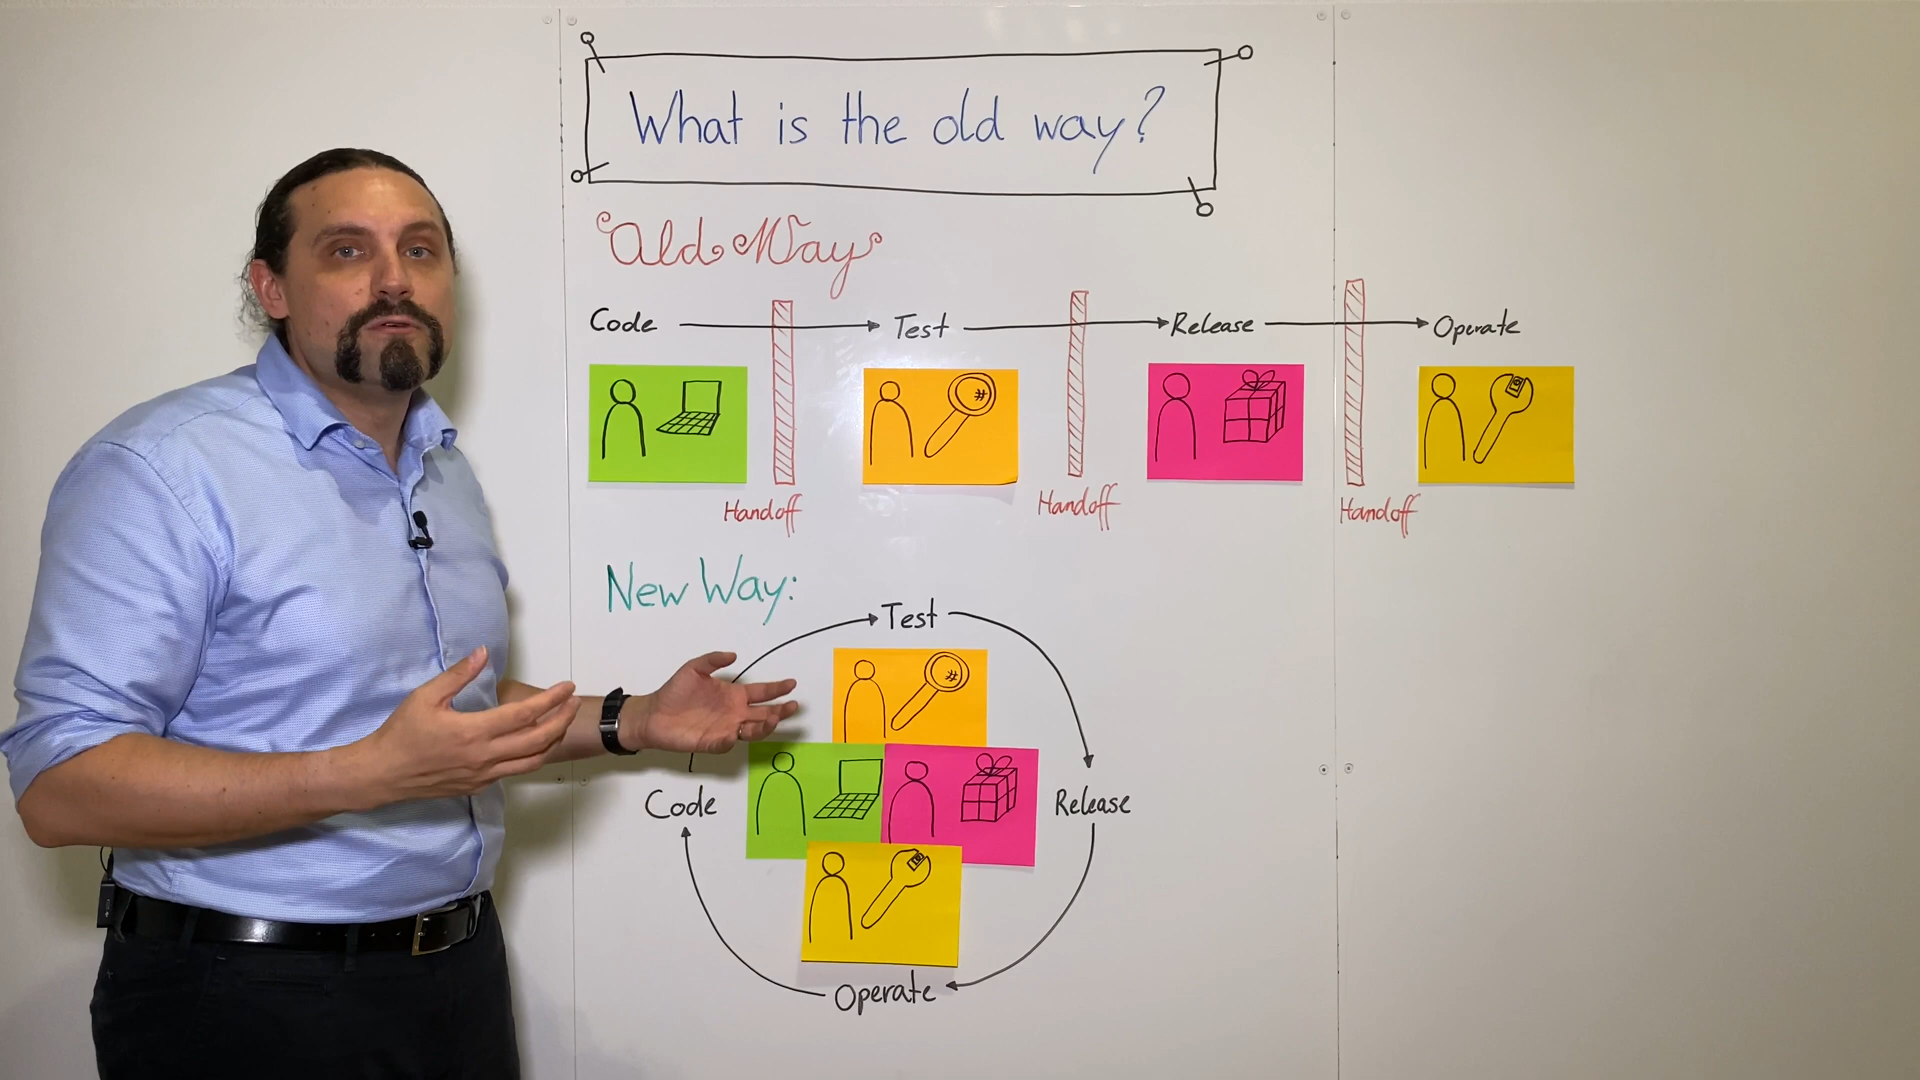 What is the old way?
Old Way
Code Test Release Operate
#
Handoff Handoff Handoff
New Way:
Test
#
Code Release
Operate